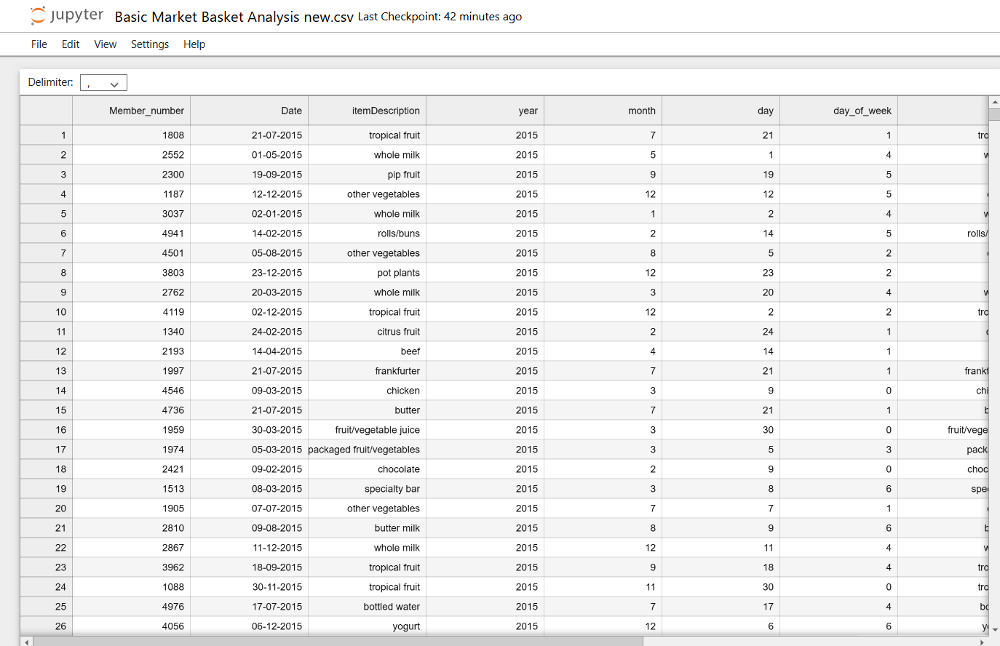 jupyter Basic Market Basket Analysis new.csv Last Checkpoint: 42 minutes ago
File Edit View Settings Help
Delimiter: ,
Member_number Date itemDescription year month day day_of_week
1 1808 21-07-2015 tropical fruit 2015 7 21 1 tro
2 2552 01-05-2015 whole milk 2015 5 1 4 w
3 2300 19-09-2015 pip fruit 2015 9 19 5
4 1187 12-12-2015 other vegetables 2015 12 12 5
5 3037 02-01-2015 whole milk 2015 1 2 4 w
6 4941 14-02-2015 rolls/buns 2015 2 14 5 rolls/
7 4501 05-08-2015 other vegetables 2015 8 5 2
8 3803 23-12-2015 pot plants 2015 12 23 2
9 2762 20-03-2015 whole milk 2015 3 20 4 w
10 4119 02-12-2015 tropical fruit 2015 12 2 2 tro
11 1340 24-02-2015 citrus fruit 2015 2 24 1
12 2193 14-04-2015 beef 2015 4 14 1
13 1997 21-07-2015 frankfurter 2015 7 21 1 frankf
14 4546 09-03-2015 chicken 2015 3 9 0 chi
15 4736 21-07-2015 butter 2015 7 21 1 b
16 1959 30-03-2015 fruit/vegetable juice 2015 3 30 0 fruit/vege
17 1974 05-03-2015 packaged fruit/vegetables 2015 3 5 3 pack
18 2421 09-02-2015 chocolate 2015 2 9 0 choc
19 1513 08-03-2015 specialty bar 2015 3 8 6 spe
20 1905 07-07-2015 other vegetables 2015 7 7 1
21 2810 09-08-2015 butter milk 2015 8 9 6 b
22 2867 11-12-2015 whole milk 2015 12 11 4 w
23 3962 18-09-2015 tropical fruit 2015 9 18 4 tro
24 1088 30-11-2015 tropical fruit 2015 11 30 0 tro
25 4976 17-07-2015 bottled water 2015 7 17 4 bo
26 4056 06-12-2015 yogurt 2015 12 6 6 y